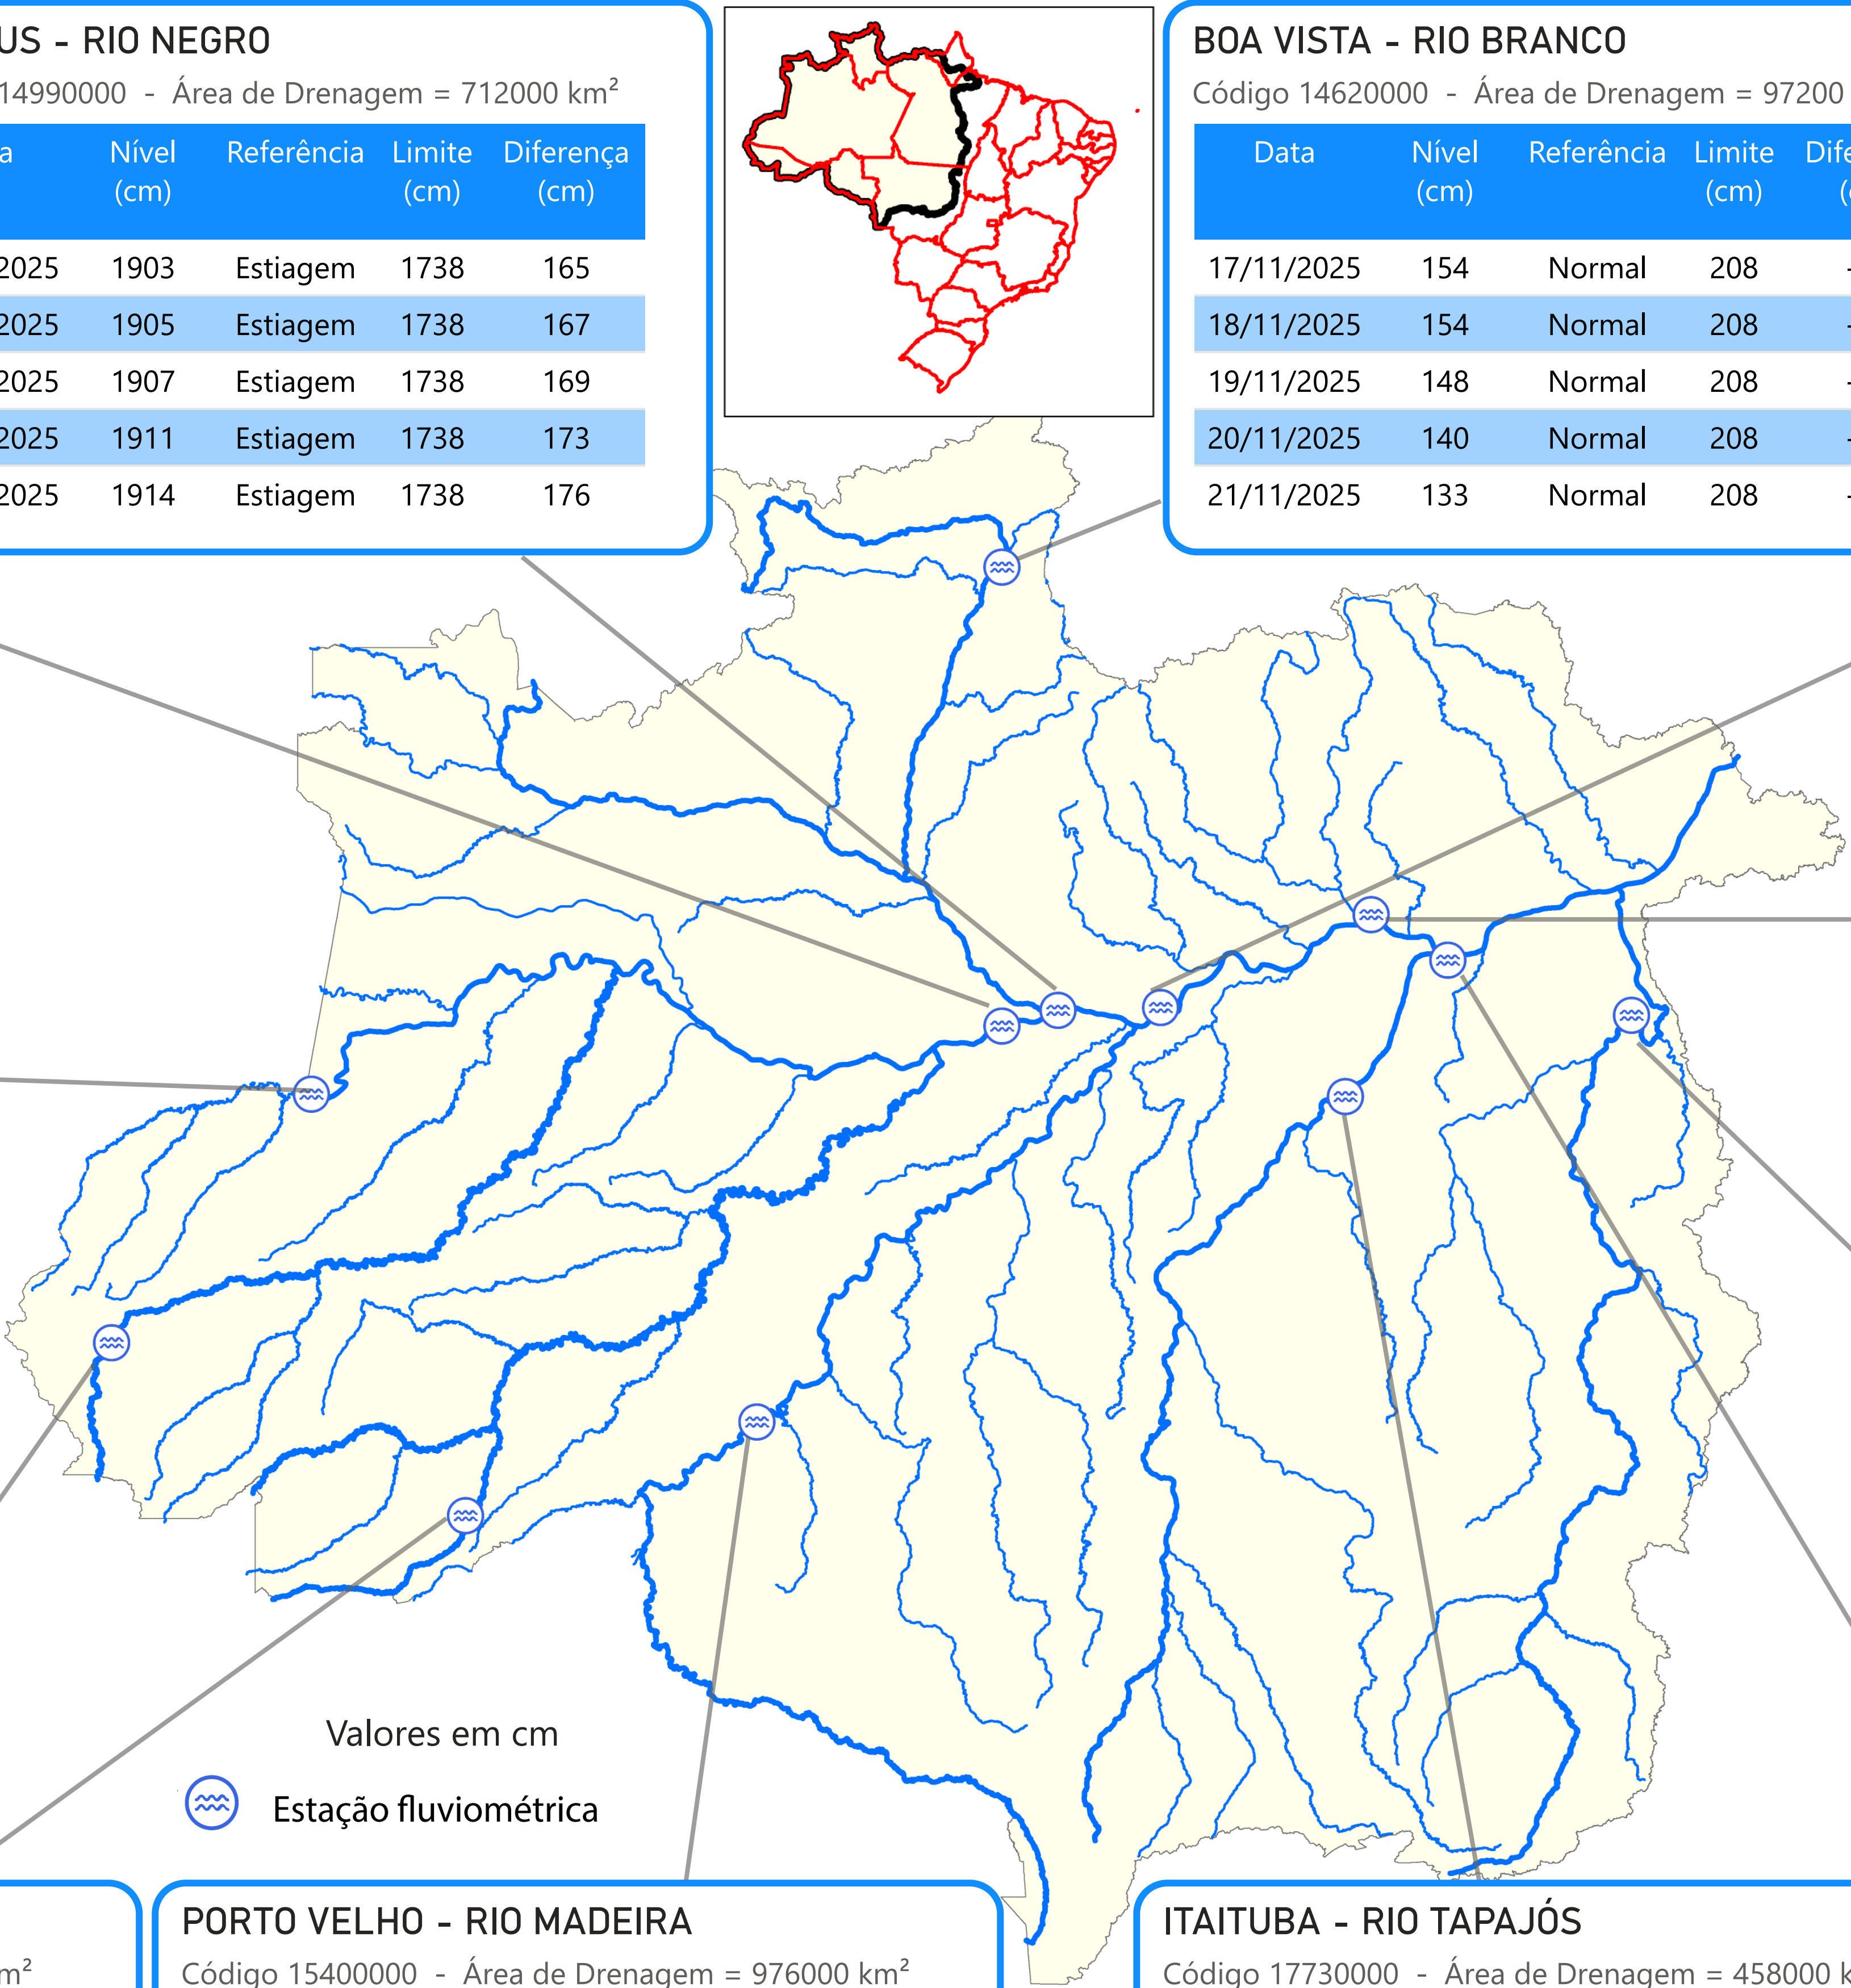 US - RIO NEGRO
14990000 - Área de Drenagem = 712000 km²
a Nível (cm) Referência Limite (cm) Diferença (cm)
2025 1903 Estiagem 1738 165
2025 1905 Estiagem 1738 167
2025 1907 Estiagem 1738 169
2025 1911 Estiagem 1738 173
2025 1914 Estiagem 1738 176
BOA VISTA - RIO BRANCO
Código 14620000 - Área de Drenagem = 97200
Data Nível (cm) Referência Limite (cm) Dife
17/11/2025 154 Normal 208 -
18/11/2025 154 Normal 208 -
19/11/2025 148 Normal 208 -
20/11/2025 140 Normal 208 -
21/11/2025 133 Normal 208 -
Valores em cm
Estação fluviométrica
m²
PORTO VELHO - RIO MADEIRA
Código 15400000 - Área de Drenagem = 976000 km²
ITAITUBA - RIO TAPAJÓS
Código 17730000 - Área de Drenagem = 458000 k